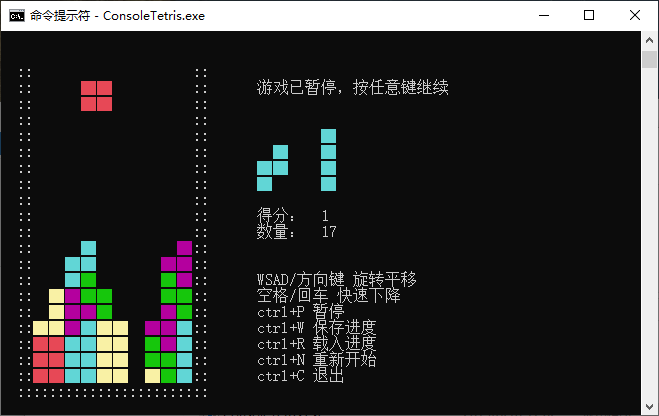 命令提示符 - ConsoleTetris.exe
游戏已暂停，按任意键继续
得分： 1
数量： 17
WSAD/方向键 旋转平移
空格/回车 快速下降
ctrl+P 暂停
ctrl+W 保存进度
ctrl+R 载入进度
ctrl+N 重新开始
ctrl+C 退出